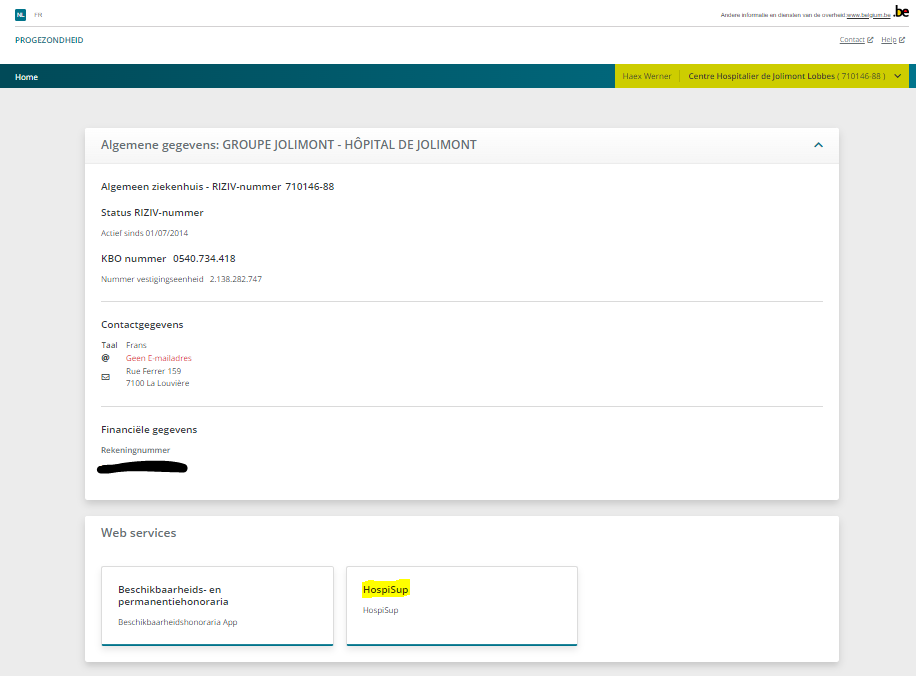 NL FR
Andere informatie en diensten van de overheid www.belgium.be .be
PROGEZONDHEID
Contact Help
Home
Haex Werner Centre Hospitalier de Jolimont Lobbes ( 710146-88 )
Algemene gegevens: GROUPE JOLIMONT - HÔPITAL DE JOLIMONT
Algemeen ziekenhuis - RIZIV-nummer 710146-88
Status RIZIV-nummer
Actief sinds 01/07/2014
KBO nummer 0540.734.418
Nummer vestigingseenheid 2.138.282.747
Contactgegevens
Taal Frans
@ Geen E-mailadres
Rue Ferrer 159
7100 La Louvière
Financiële gegevens
Rekeningnummer
Web services
Beschikbaarheids- en
permanentiehonoraria
Beschikbaarheidshonoraria App
HospiSup
HospiSup